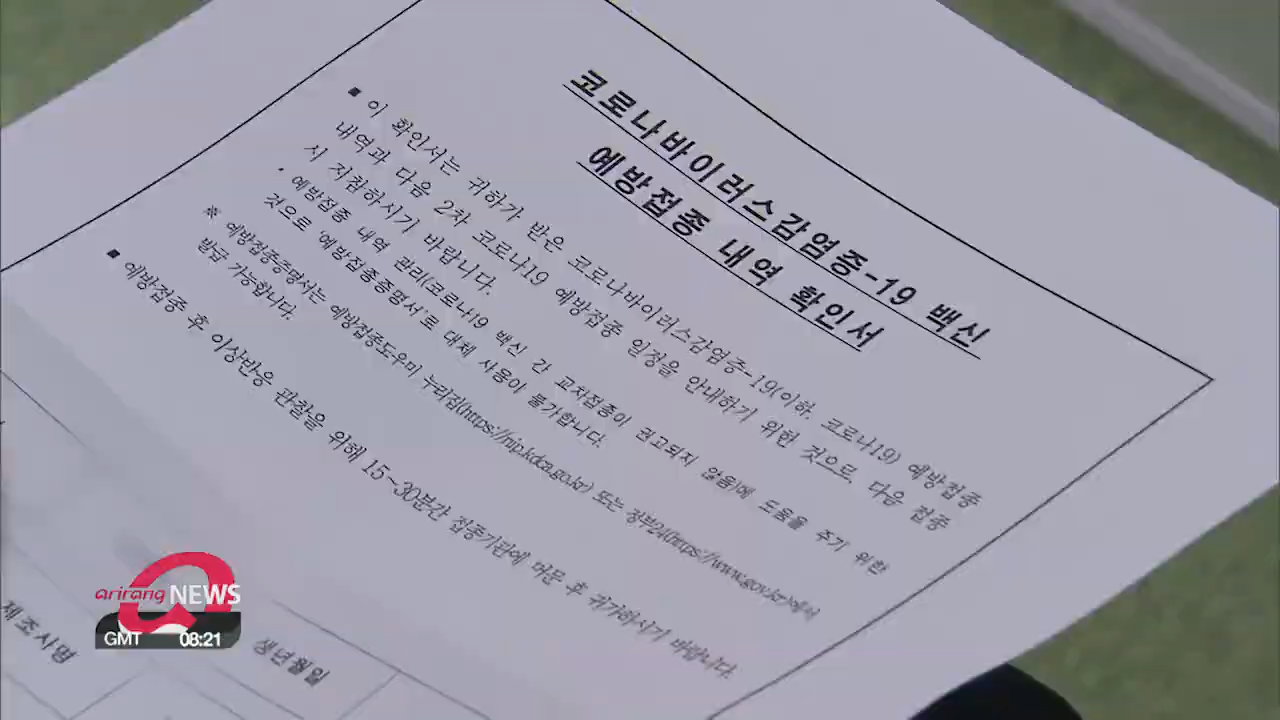 코로나바이러스감염증-19 백신
예방접종 내역 확인서
■ 이 확인서는 귀하가 받은 코로나바이러스감염증-19(이하, 코로나19) 예방접종
내역과 다음 2차 코로나19 예방접종 일정을 안내하기 위한 것으로, 다음 접종
시 지참하시기 바랍니다.
• 예방접종 내역 관리(코로나19 백신 간 교차접종이 권고되지 않음)에 도움을 주기 위한
것으로 '예방접종증명서'로 대체 사용이 불가합니다.
※ 예방접종증명서는 예방접종도우미 누리집(https://nip.kdca.go.kr) 또는 정부24(https://www.gov.kr)에서
발급 가능합니다.
■ 예방접종 후 이상반응 관찰을 위해 15~30분간 접종기관에 머문 후 귀가하시기 바랍니다.
제조사명
생년월일
arirang NEWS
GMT 08:21